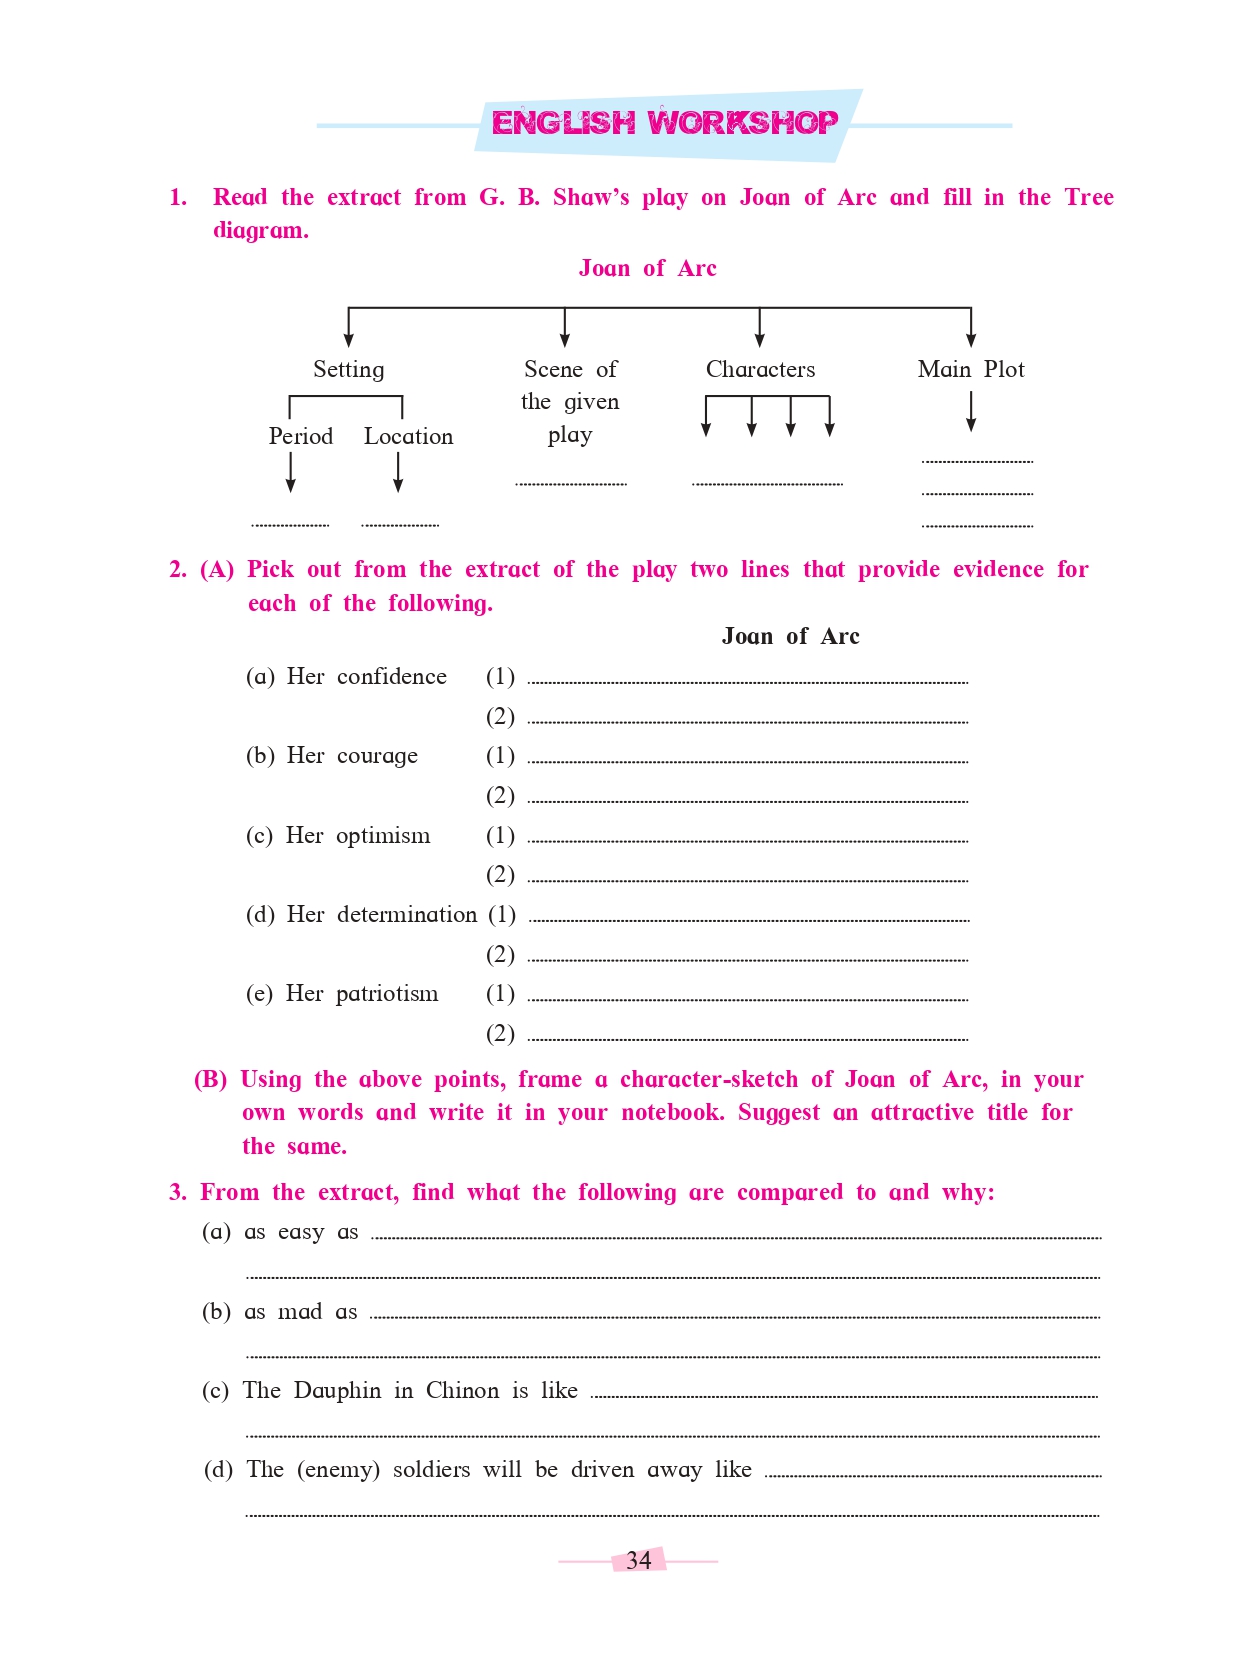 ENGLISH WORKSHOP
1. Read the extract from G. B. Shaw's play on Joan of Arc and fill in the Tree
diagram.
Joan of Arc
Setting Scene of Characters Main Plot
the given
Period Location play
2. (A) Pick out from the extract of the play two lines that provide evidence for
each of the following.
Joan of Arc
(a) Her confidence (1)
(2)
(b) Her courage (1)
(2)
(c) Her optimism (1)
(2)
(d) Her determination (1)
(2)
(e) Her patriotism (1)
(2)
(B) Using the above points, frame a character-sketch of Joan of Arc, in your
own words and write it in your notebook. Suggest an attractive title for
the same.
3. From the extract, find what the following are compared to and why:
(a) as easy as
(b) as mad as
(c) The Dauphin in Chinon is like
(d) The (enemy) soldiers will be driven away like
34